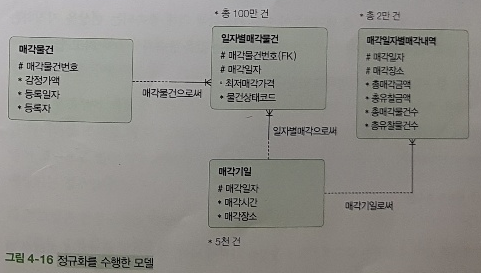 * 총 100만 건
* 총 2만 건
매각물건
# 매각물건번호
* 감정가액
* 등록일자
* 등록자
매각물건으로써
일자별매각물건
# 매각물건번호(FK)
# 매각일자
* 최저매각가격
* 물건상태코드
매각일자별매각내역
# 매각일자
# 매각장소
* 총매각금액
* 총유찰금액
* 총매각물건수
* 총유찰물건수
일자별매각으로써
매각기일
# 매각일자
* 매각시간
* 매각장소
매각기일로써
* 5천 건
그림 4-16 정규화를 수행한 모델